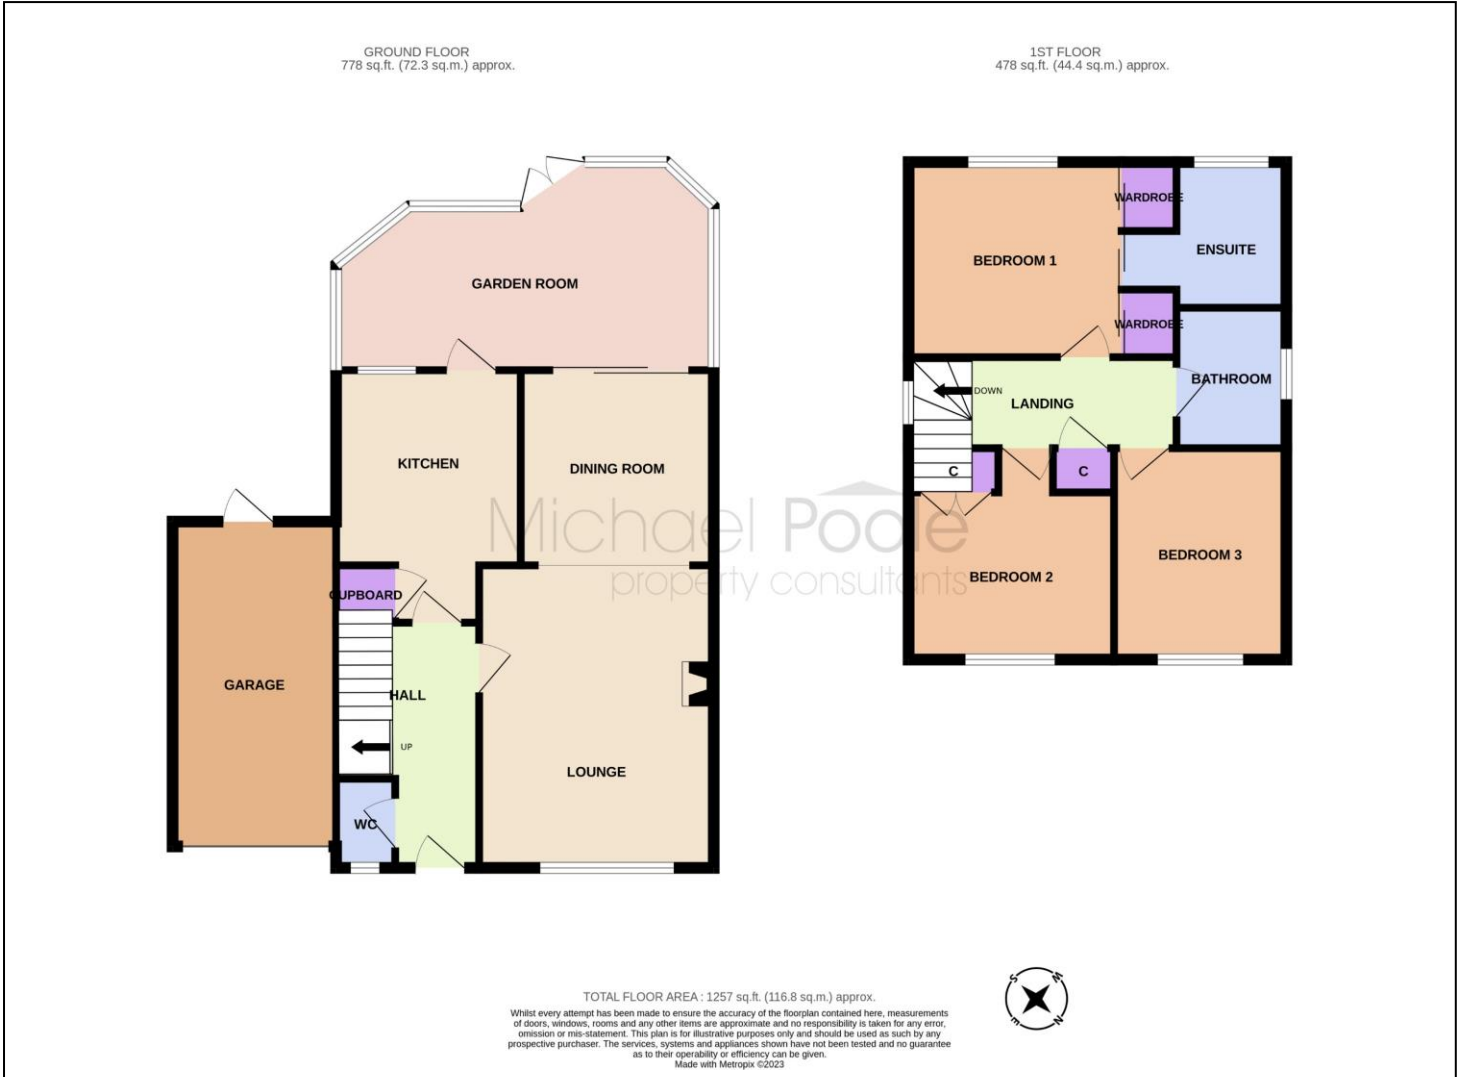 GROUND FLOOR
778 sq.ft. (72.3 sq.m.) approx.
1ST FLOOR
478 sq.ft. (44.4 sq.m.) approx.
GARDEN ROOM
KITCHEN
DINING ROOM
CUPBOARD
GARAGE
HALL
UP
LOUNGE
WC
WARDROBE
BEDROOM 1
ENSUITE
WARDROBE
BATHROOM
DOWN
LANDING
C
C
BEDROOM 2
BEDROOM 3
Michael Poole
property consultants
TOTAL FLOOR AREA : 1257 sq.ft. (116.8 sq.m.) approx.
Whilst every attempt has been made to ensure the accuracy of the floorplan contained here, measurements
of doors, windows, rooms and any other items are approximate and no responsibility is taken for any error,
omission or mis-statement. This plan is for illustrative purposes only and should be used as such by any
prospective purchaser. The services, systems and appliances shown have not been tested and no guarantee
as to their operability or efficiency can be given.
Made with Metropix ©2023
S W
E N